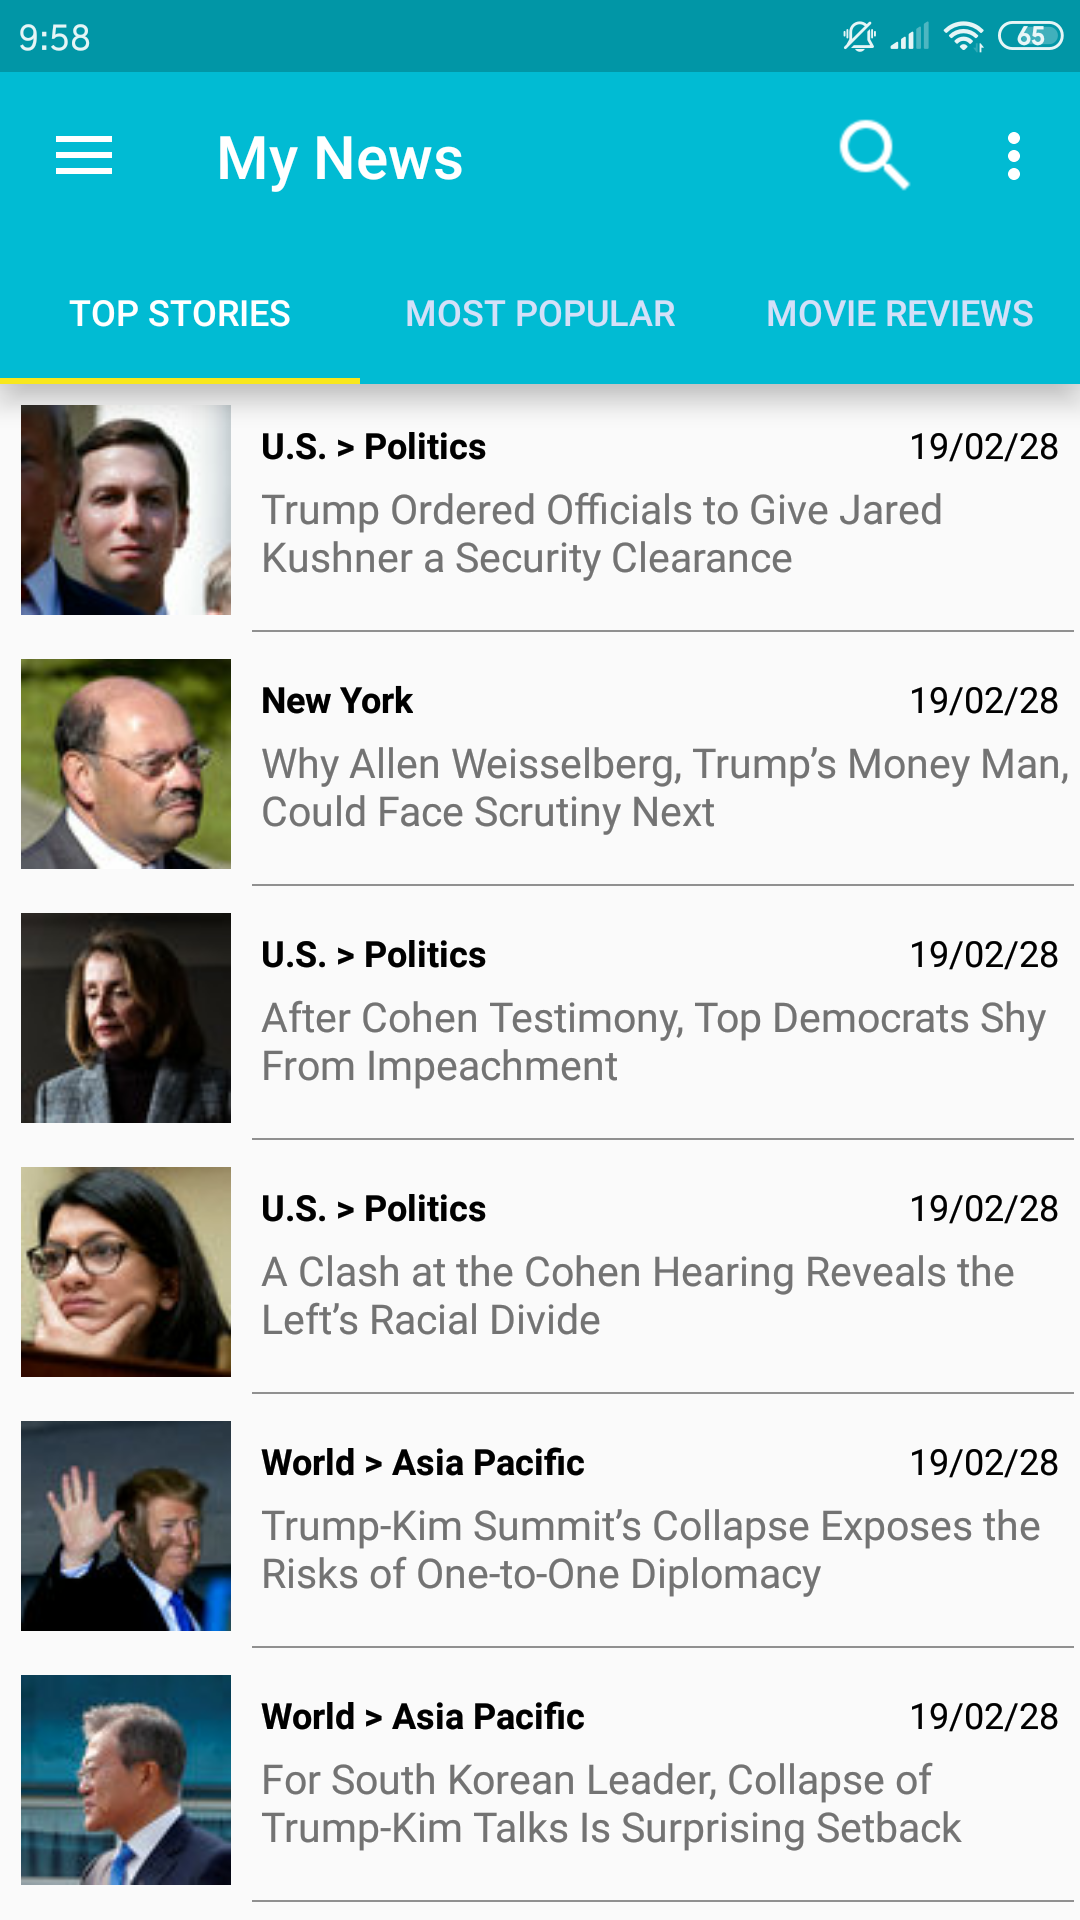 9:58
65
My News
TOP STORIES
MOST POPULAR
MOVIE REVIEWS
U.S. > Politics
19/02/28
Trump Ordered Officials to Give Jared
Kushner a Security Clearance
New York
19/02/28
Why Allen Weisselberg, Trump’s Money Man,
Could Face Scrutiny Next
U.S. > Politics
19/02/28
After Cohen Testimony, Top Democrats Shy
From Impeachment
U.S. > Politics
19/02/28
A Clash at the Cohen Hearing Reveals the
Left’s Racial Divide
World > Asia Pacific
19/02/28
Trump-Kim Summit’s Collapse Exposes the
Risks of One-to-One Diplomacy
World > Asia Pacific
19/02/28
For South Korean Leader, Collapse of
Trump-Kim Talks Is Surprising Setback